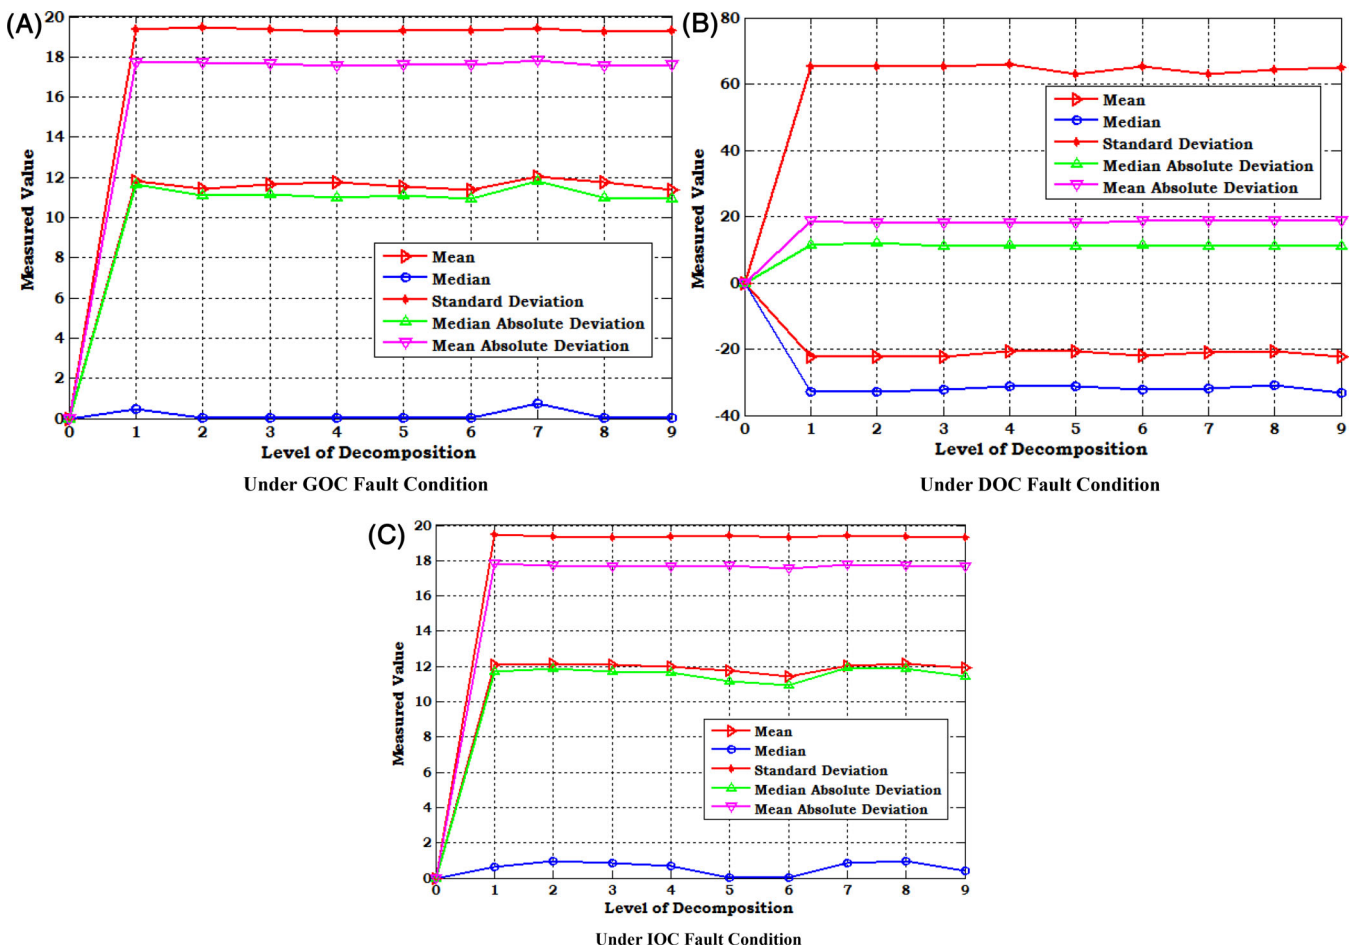 (A)
20
18
16
14
12
10
8
6
4
2
0
Measured Value
Mean
Median
Standard Deviation
Median Absolute Deviation
Mean Absolute Deviation
0 1 2 3 4 5 6 7 8 9
Level of Decomposition
Under GOC Fault Condition
(B)
80
60
40
20
0
-20
-40
Measured Value
Mean
Median
Standard Deviation
Median Absolute Deviation
Mean Absolute Deviation
0 1 2 3 4 5 6 7 8 9
Level of Decomposition
Under DOC Fault Condition
(C)
20
18
16
14
12
10
8
6
4
2
0
Measured Value
Mean
Median
Standard Deviation
Median Absolute Deviation
Mean Absolute Deviation
0 1 2 3 4 5 6 7 8 9
Level of Decomposition
Under IOC Fault Condition